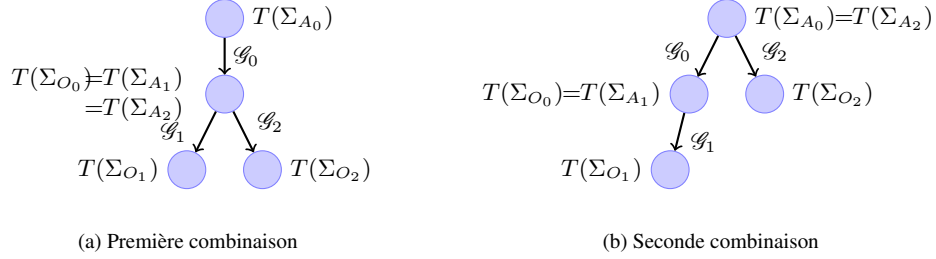 T(Σ_{A_0})
𝒢_0
T(Σ_{O_0})=T(Σ_{A_1})
=T(Σ_{A_2})
𝒢_1
𝒢_2
T(Σ_{O_1})
T(Σ_{O_2})
(a) Première combinaison
T(Σ_{A_0})=T(Σ_{A_2})
𝒢_0
𝒢_2
T(Σ_{O_0})=T(Σ_{A_1})
T(Σ_{O_2})
𝒢_1
T(Σ_{O_1})
(b) Seconde combinaison